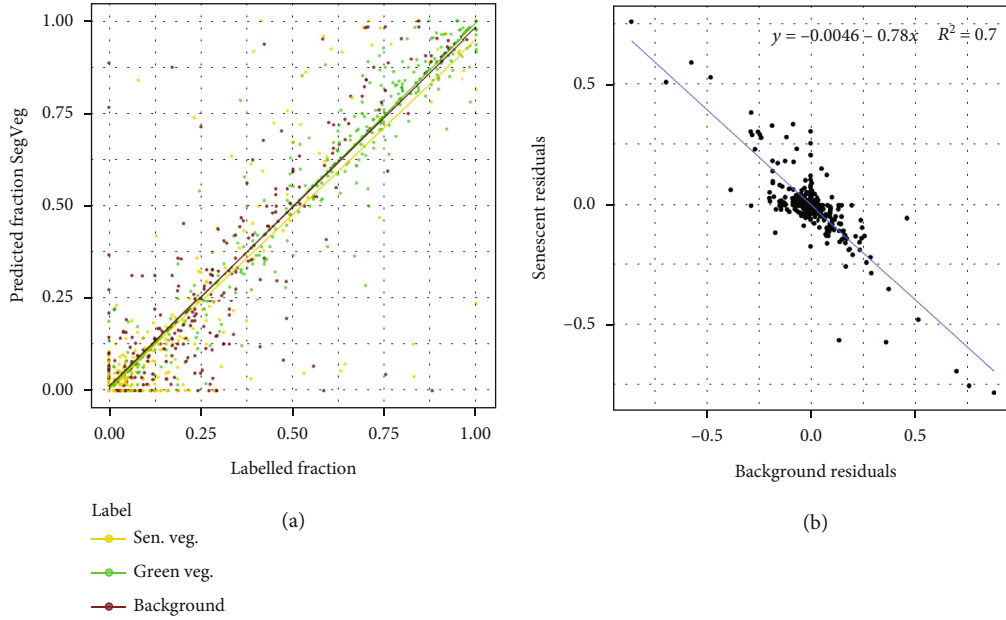 1.00
0.75
0.50
0.25
0.00
Predicted fraction SegVeg
0.00 0.25 0.50 0.75 1.00
Labelled fraction
(a)
Label
Sen. veg.
Green veg.
Background
y = –0.0046 – 0.78x R² = 0.7
0.5
0.0
–0.5
Senescent residuals
–0.5 0.0 0.5
Background residuals
(b)